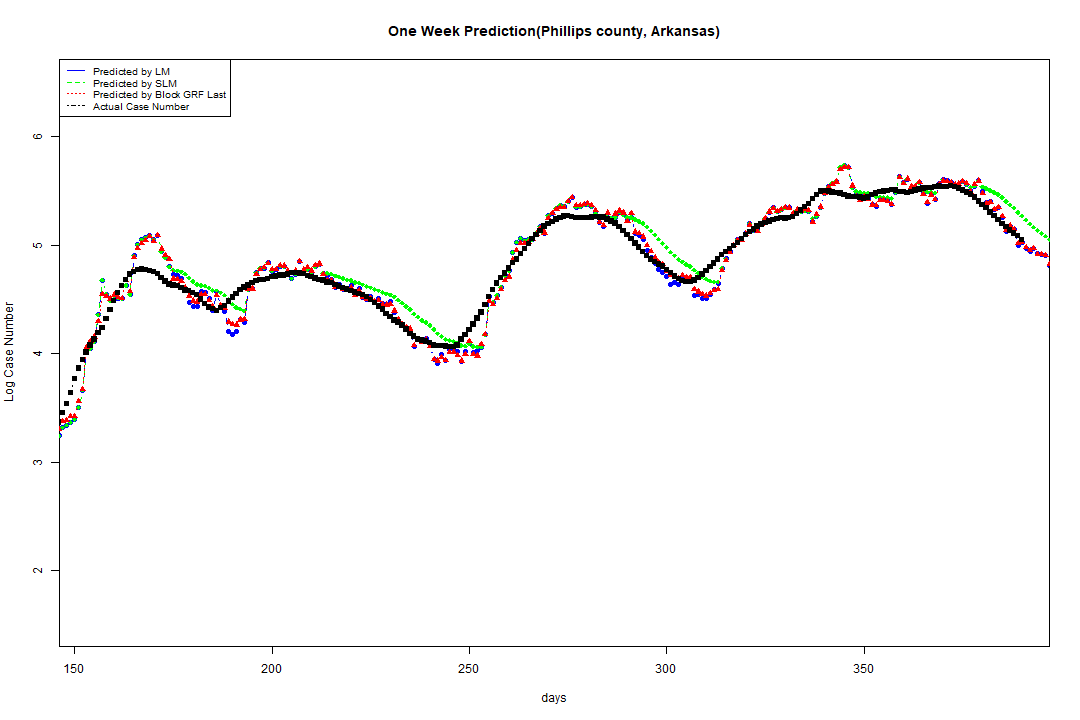 One Week Prediction(Phillips county, Arkansas)
Predicted by LM
Predicted by SLM
Predicted by Block GRF Last
Actual Case Number
6
5
4
3
2
Log Case Number
150 200 250 300 350
days